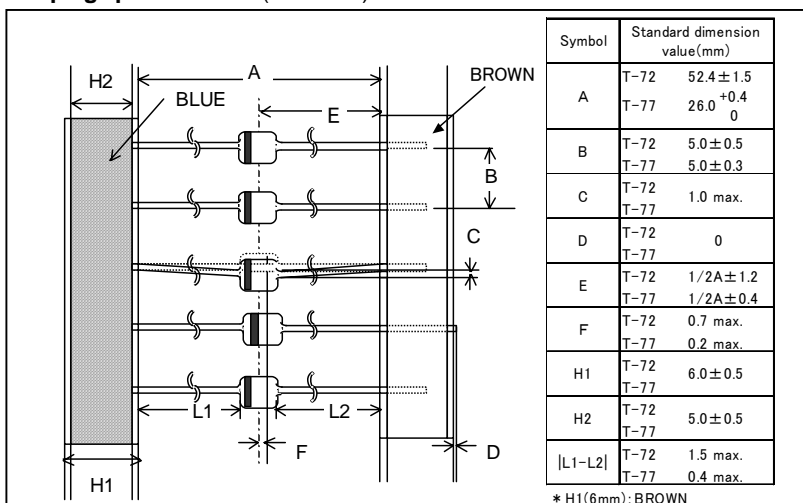 H2
A
BROWN
BLUE
E
B
C
L1
L2
F
D
H1
Symbol Standard dimension value(mm)
A T-72 52.4±1.5
T-77 26.0 +0.4 0
B T-72 5.0±0.5
T-77 5.0±0.3
C T-72 1.0 max.
T-77
D T-72 0
T-77
E T-72 1/2A±1.2
T-77 1/2A±0.4
F T-72 0.7 max.
T-77 0.2 max.
H1 T-72 6.0±0.5
T-77
H2 T-72 5.0±0.5
T-77
|L1-L2| T-72 1.5 max.
T-77 0.4 max.
*H1(6mm):BROWN